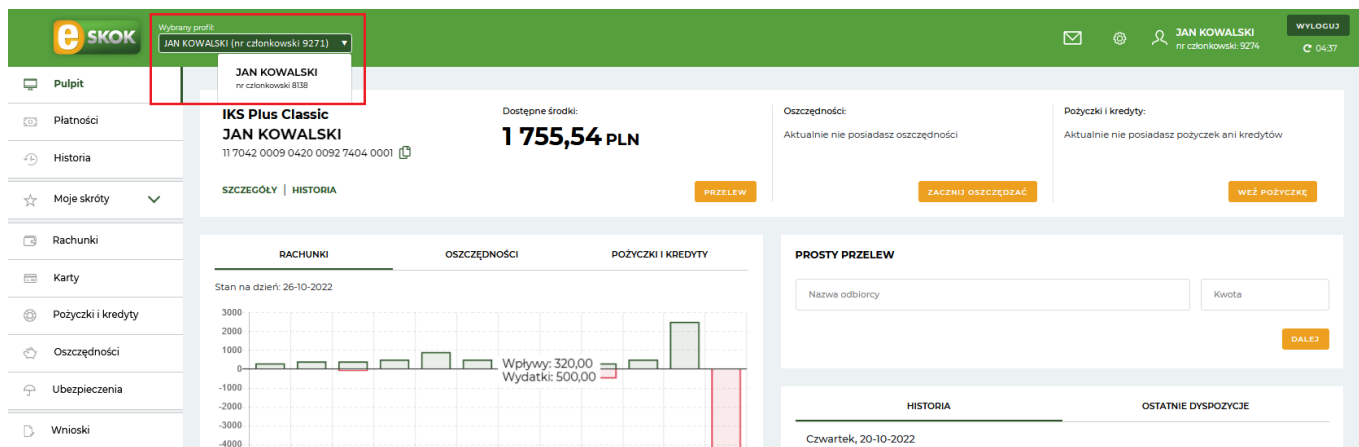 e SKOK
Wybrany profil:
JAN KOWALSKI (nr członkowski 9271)
JAN KOWALSKI
nr członkowski 8138
JAN KOWALSKI
nr członkowski: 9274
WYLOGUJ
04:37
Pulpit
Płatności
Historia
Moje skróty
Rachunki
Karty
Pożyczki i kredyty
Oszczędności
Ubezpieczenia
Wnioski
IKS Plus Classic
JAN KOWALSKI
11 7042 0009 0420 0092 7404 0001
SZCZEGÓŁY | HISTORIA
Dostępne środki:
1 755,54 PLN
PRZELEW
Oszczędności:
Aktualnie nie posiadasz oszczędności
ZACZNIJ OSZCZĘDZAĆ
Pożyczki i kredyty:
Aktualnie nie posiadasz pożyczek ani kredytów
WEŹ POŻYCZKĘ
RACHUNKI
OSZCZĘDNOŚCI
POŻYCZKI I KREDYTY
Stan na dzień: 26-10-2022
3000
2000
1000
0
-1000
-2000
-3000
-4000
Wpływy: 320,00
Wydatki: 500,00
PROSTY PRZELEW
Nazwa odbiorcy
Kwota
DALEJ
HISTORIA
OSTATNIE DYSPOZYCJE
Czwartek, 20-10-2022